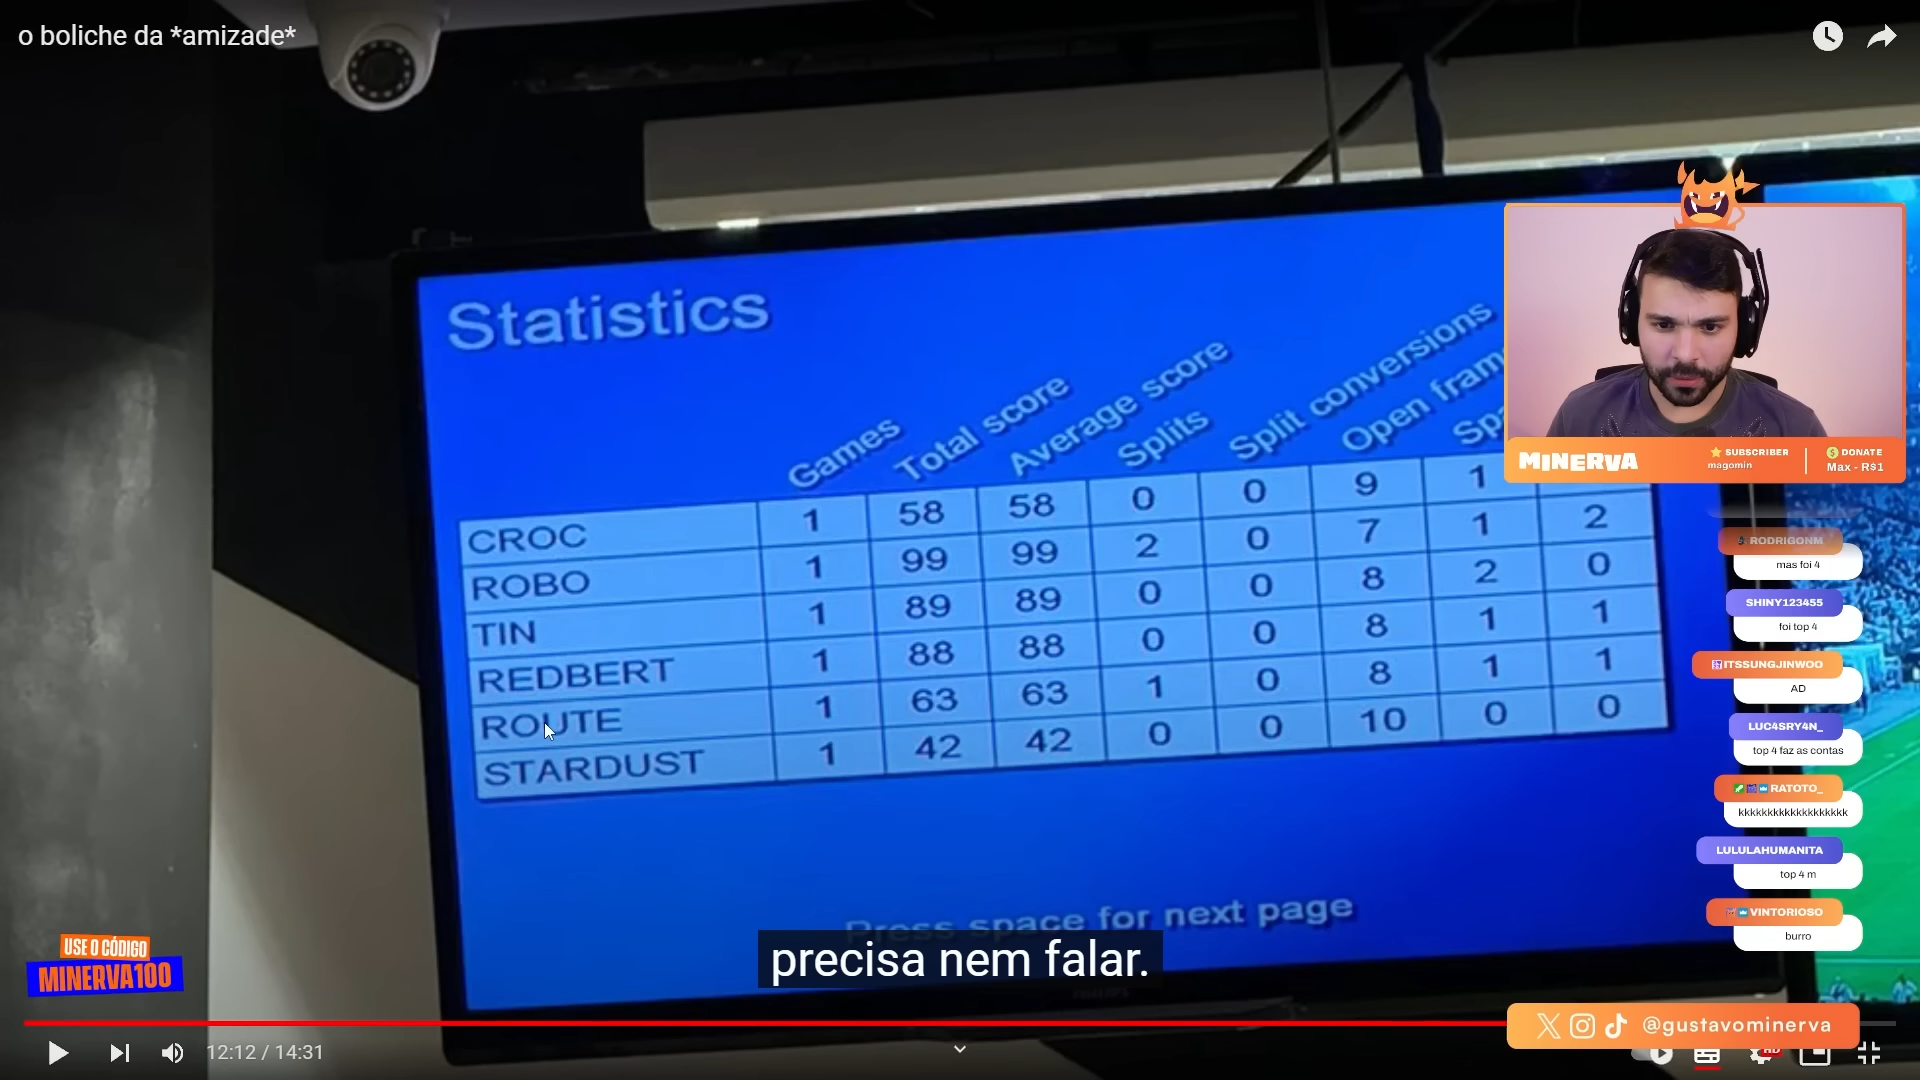 o boliche da *amizade*
Statistics
Games
Total score
Average score
Splits
Split conversions
Open fram
Spa
CROC 1 58 58 0 0 9 1
ROBO 1 99 99 2 0 7 1 2
TIN 1 89 89 0 0 8 2 0
REDBERT 1 88 88 0 0 8 1 1
ROUTE 1 63 63 1 0 8 1 1
STARDUST 1 42 42 0 0 10 0 0
Press space for next page
precisa nem falar.
MINERVA
SUBSCRIBER
magomin
DONATE
Max - R$1
RODRIGONM
mas foi 4
SHINY123455
foi top 4
ITSSUNGJINWOO
AD
LUC4SRY4N_
top 4 faz as contas
RATOTO_
kkkkkkkkkkkkkkkkkkk
LULULAHUMANITA
top 4 m
VINTORIOSO
burro
USE O CÓDIGO
MINERVA100
@gustavominerva
12:12 / 14:31
HD